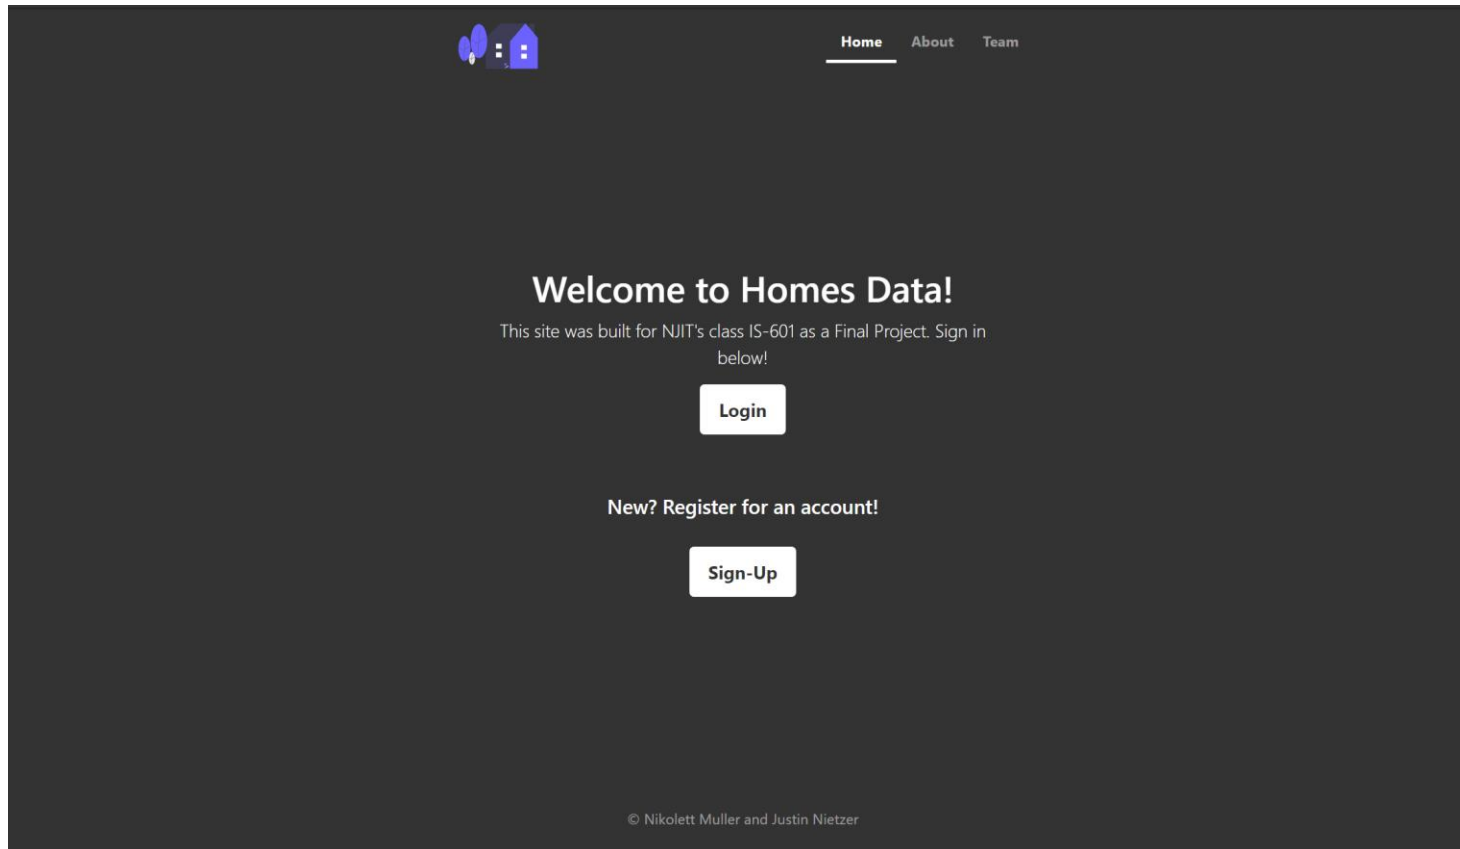 Home About Team
Welcome to Homes Data!
This site was built for NJIT's class IS-601 as a Final Project. Sign in
below!
Login
New? Register for an account!
Sign-Up
© Nikolett Muller and Justin Nietzer